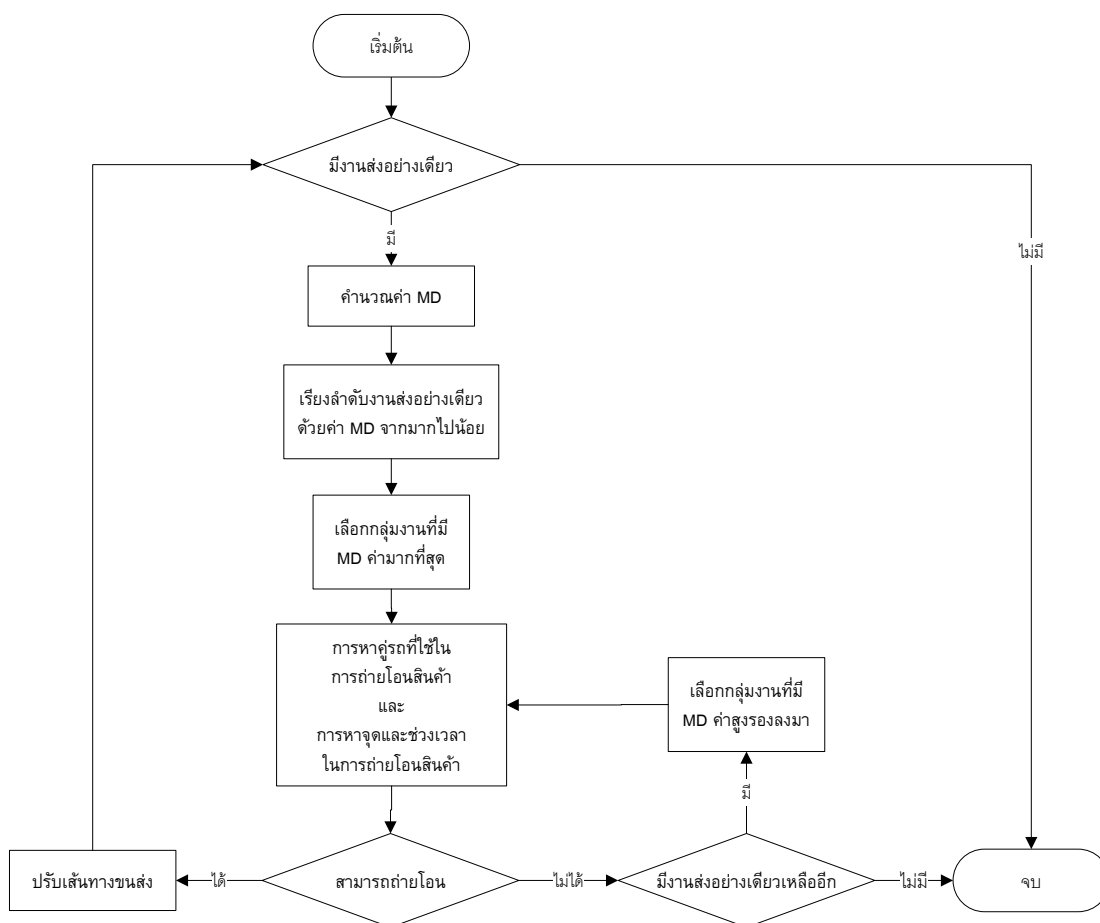 เริ่มต้น
มีงานส่งอย่างเดียว
มี
ไม่มี
คำนวณค่า MD
เรียงลำดับงานส่งอย่างเดียว
ด้วยค่า MD จากมากไปน้อย
เลือกกลุ่มงานที่มี
MD ค่ามากที่สุด
การหาคู่รถที่ใช้ใน
การถ่ายโอนสินค้า
และ
การหาจุดและช่วงเวลา
ในการถ่ายโอนสินค้า
เลือกกลุ่มงานที่มี
MD ค่าสูงรองลงมา
มี
ปรับเส้นทางขนส่ง
ได้
สามารถถ่ายโอน
ไม่ได้
มีงานส่งอย่างเดียวเหลืออีก
ไม่มี
จบ